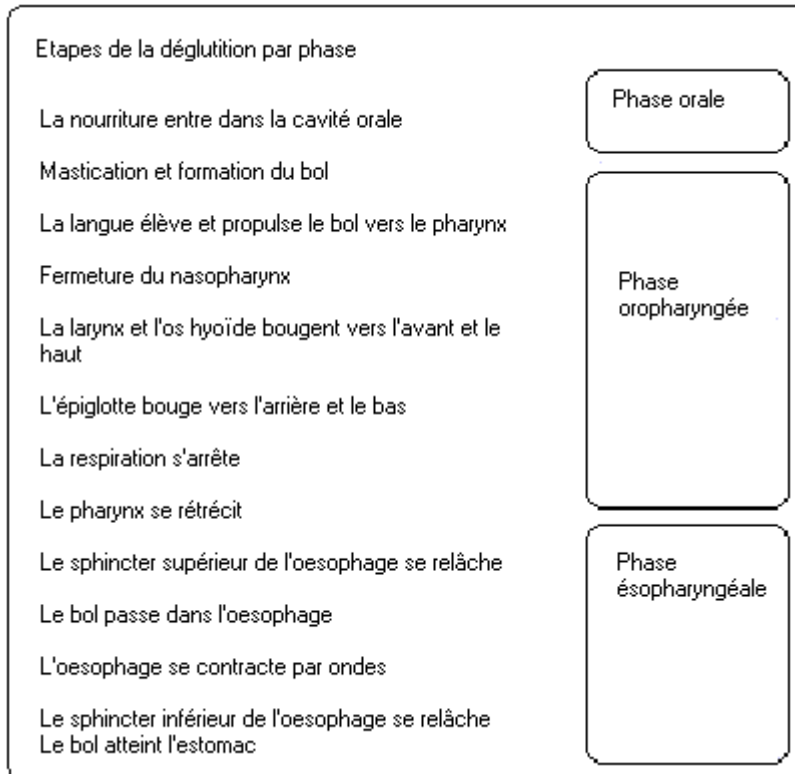 Etapes de la déglutition par phase
La nourriture entre dans la cavité orale
Phase orale
Mastication et formation du bol
La langue élève et propulse le bol vers le pharynx
Fermeture du nasopharynx
Phase
oropharyngée
La larynx et l'os hyoïde bougent vers l'avant et le
haut
L'épiglotte bouge vers l'arrière et le bas
La respiration s'arrête
Le pharynx se rétrécit
Le sphincter supérieur de l'oesophage se relâche
Phase
ésopharyngéale
Le bol passe dans l'oesophage
L'oesophage se contracte par ondes
Le sphincter inférieur de l'oesophage se relâche
Le bol atteint l'estomac